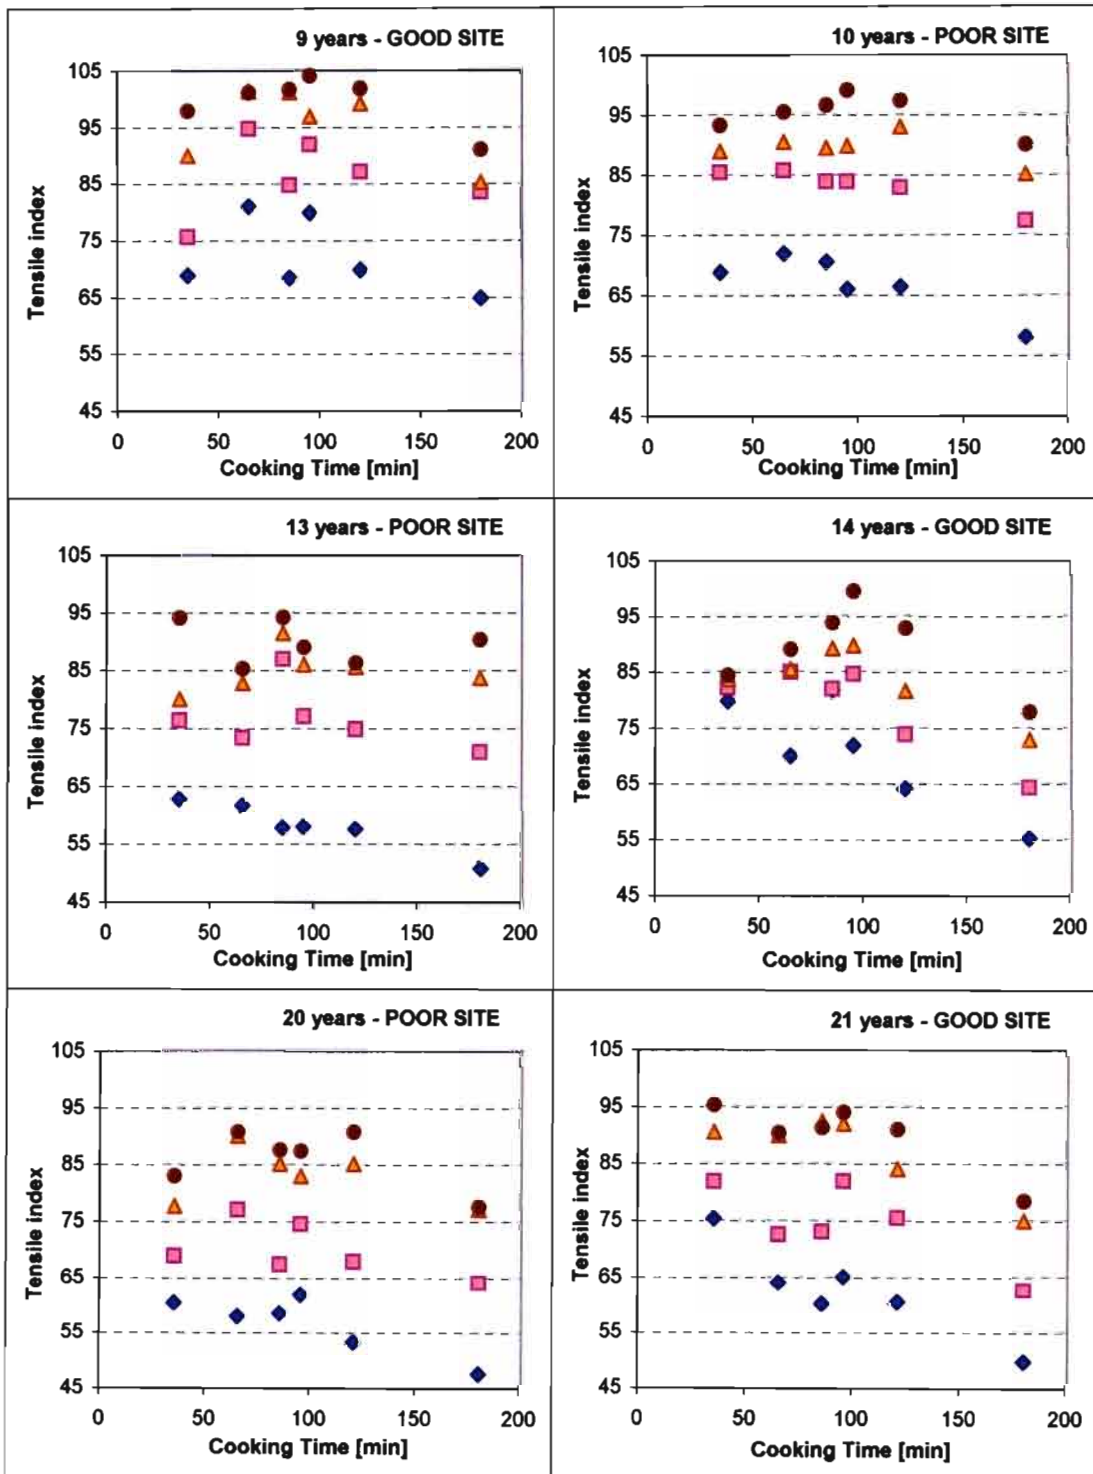 9 years - GOOD SITE
105
95
85
75
65
55
45
Tensile index
0 50 100 150 200
Cooking Time [min]
10 years - POOR SITE
105
95
85
75
65
55
45
Tensile index
0 50 100 150 200
Cooking Time [min]
13 years - POOR SITE
105
95
85
75
65
55
45
Tensile index
0 50 100 150 200
Cooking Time [min]
14 years - GOOD SITE
105
95
85
75
65
55
45
Tensile index
0 50 100 150 200
Cooking Time [min]
20 years - POOR SITE
105
95
85
75
65
55
45
Tensile index
0 50 100 150 200
Cooking Time [min]
21 years - GOOD SITE
105
95
85
75
65
55
45
Tensile index
0 50 100 150 200
Cooking Time [min]